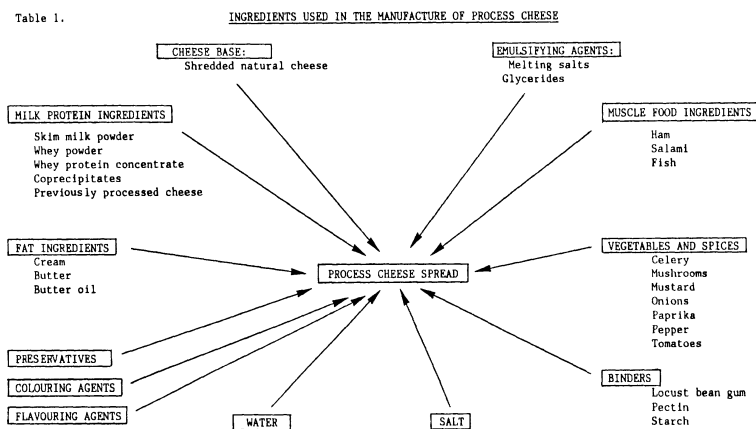 Table 1. INGREDIENTS USED IN THE MANUFACTURE OF PROCESS CHEESE
CHEESE BASE:
Shredded natural cheese
EMULSIFYING AGENTS:
Melting salts
Glycerides
MILK PROTEIN INGREDIENTS
Skim milk powder
Whey powder
Whey protein concentrate
Coprecipitates
Previously processed cheese
MUSCLE FOOD INGREDIENTS
Ham
Salami
Fish
FAT INGREDIENTS
Cream
Butter
Butter oil
PROCESS CHEESE SPREAD
VEGETABLES AND SPICES
Celery
Mushrooms
Mustard
Onions
Paprika
Pepper
Tomatoes
PRESERVATIVES
COLOURING AGENTS
FLAVOURING AGENTS
WATER
SALT
BINDERS
Locust bean gum
Pectin
Starch